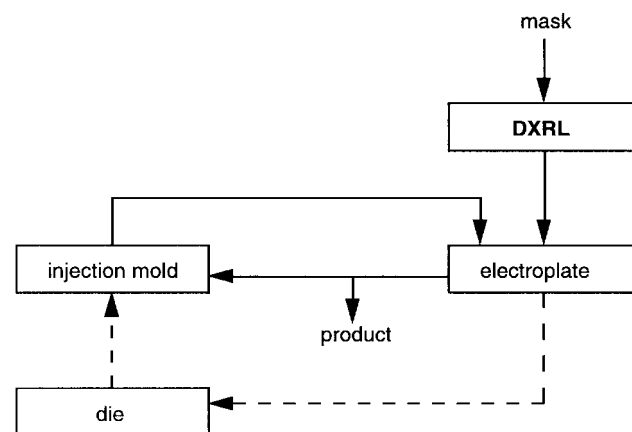 mask
DXRL
injection mold
electroplate
product
die